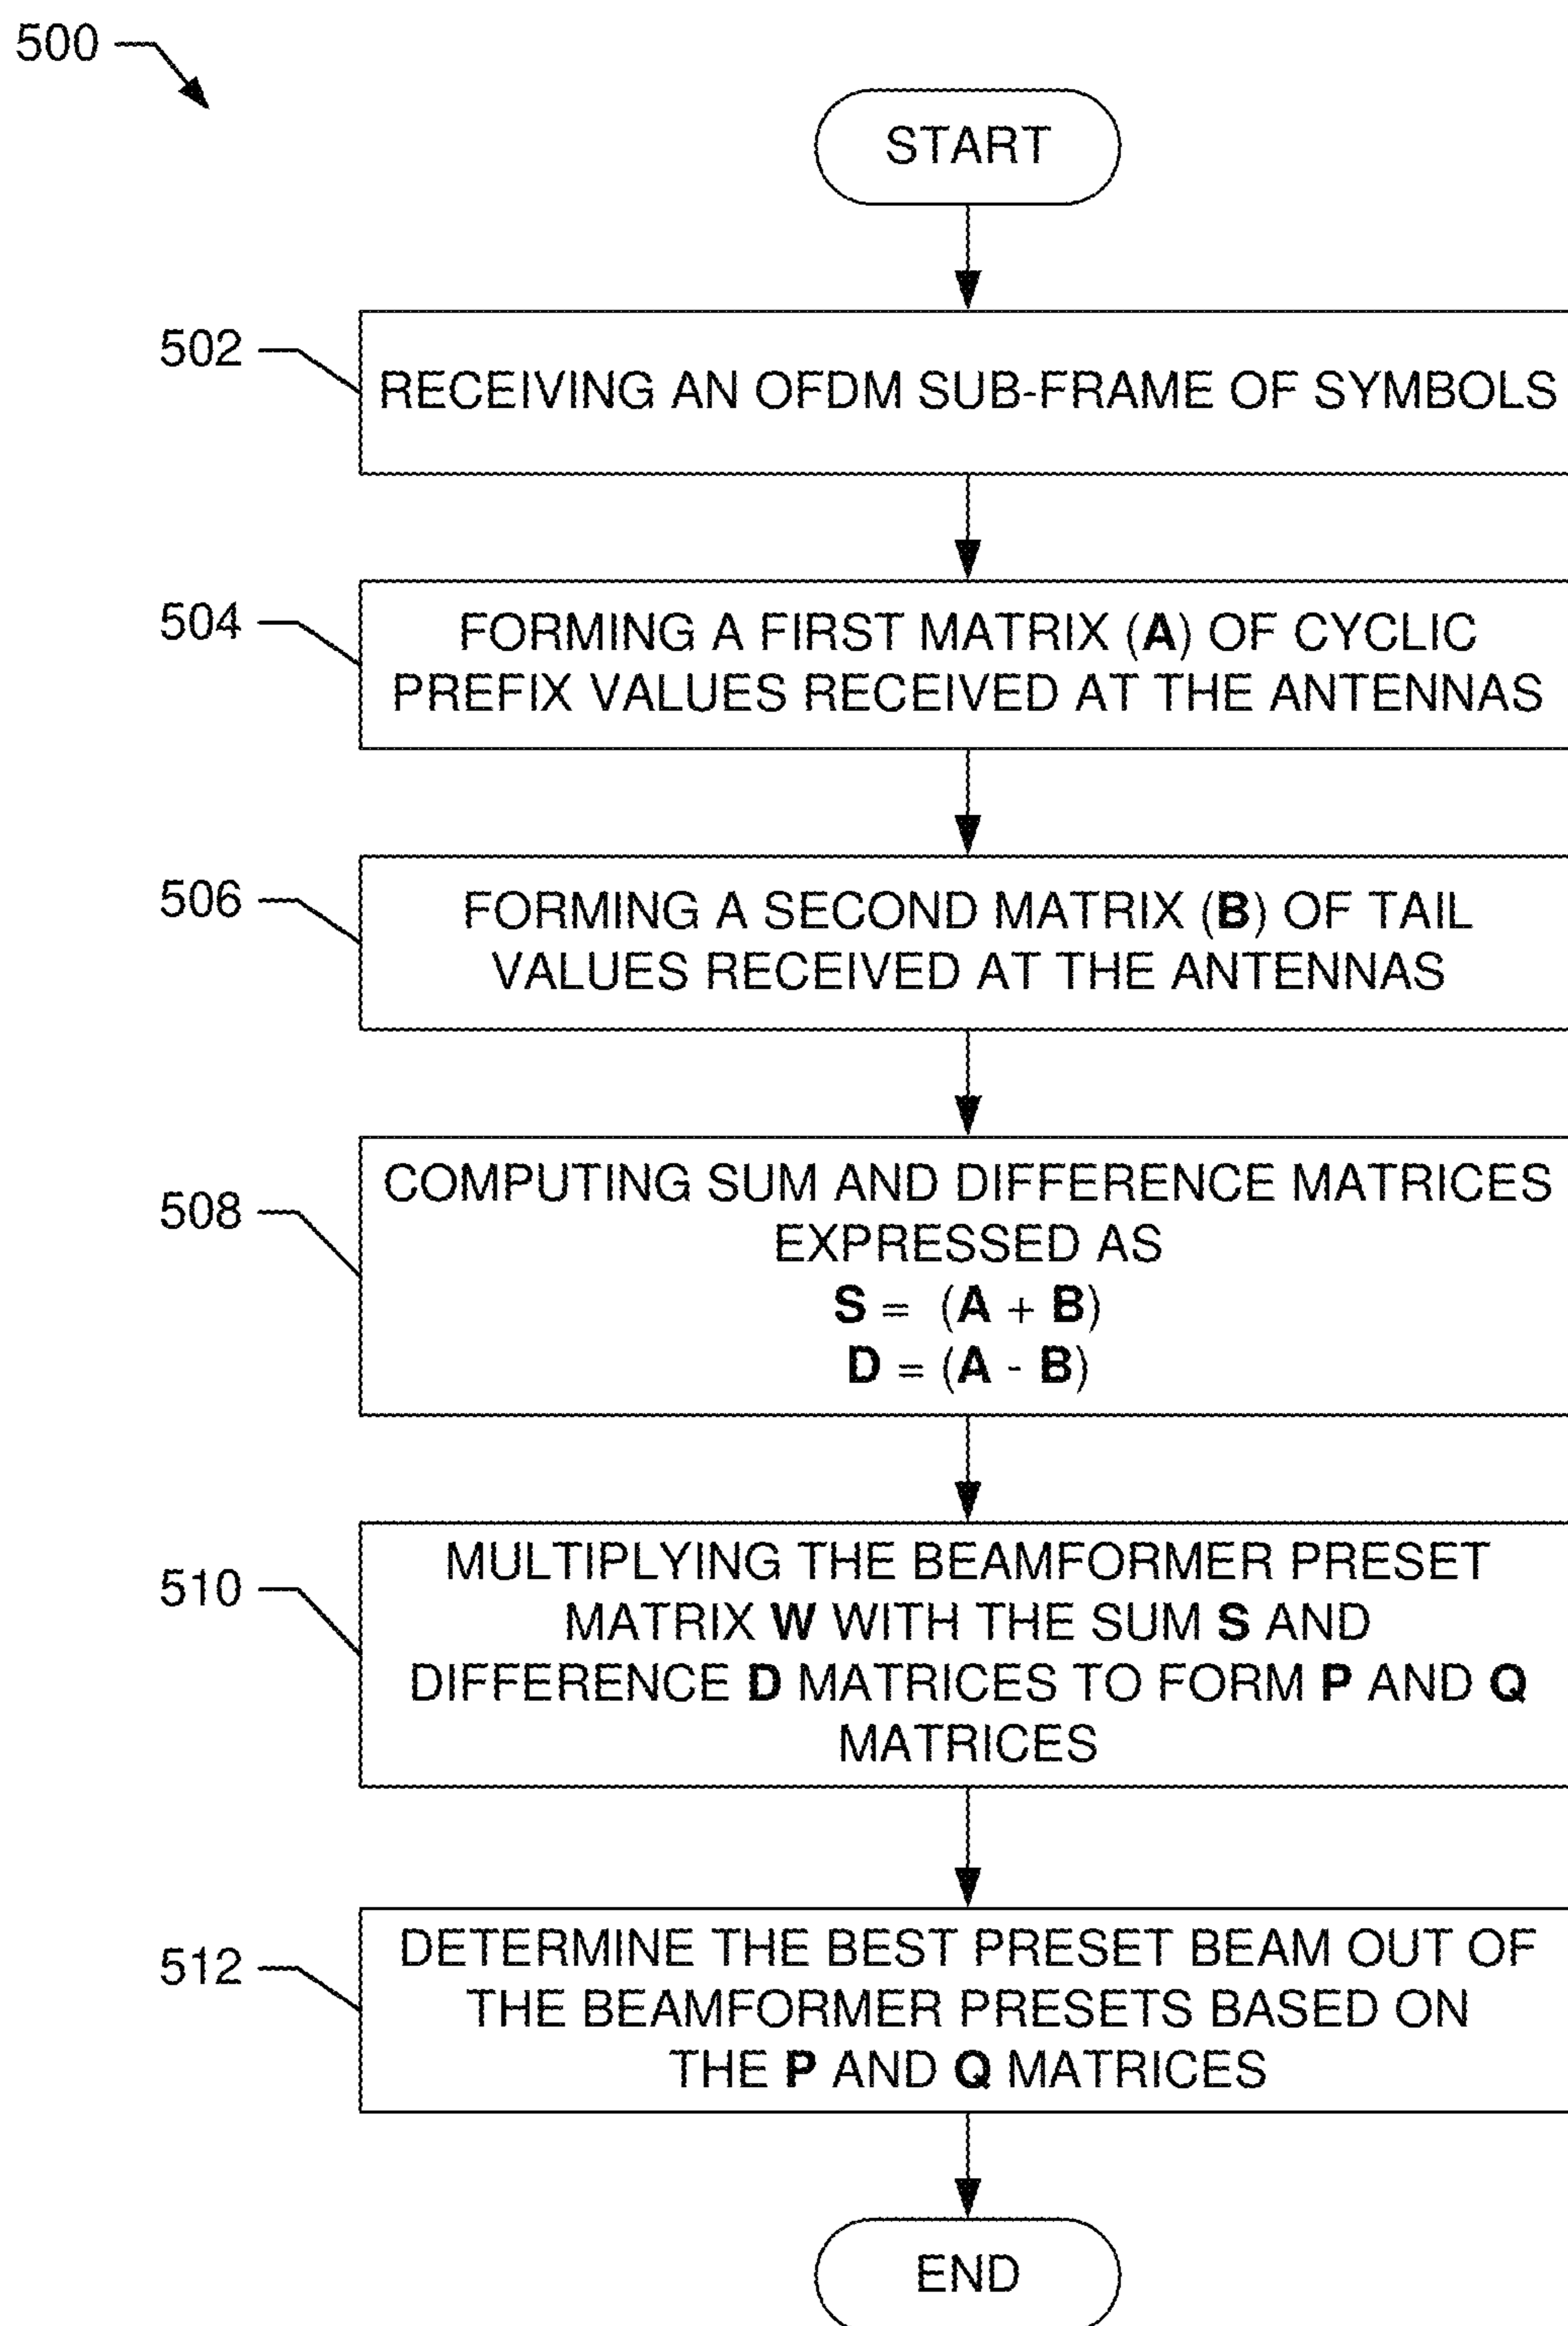 500
START
502
RECEIVING AN OFDM SUB-FRAME OF SYMBOLS
504
FORMING A FIRST MATRIX (A) OF CYCLIC
PREFIX VALUES RECEIVED AT THE ANTENNAS
506
FORMING A SECOND MATRIX (B) OF TAIL
VALUES RECEIVED AT THE ANTENNAS
508
COMPUTING SUM AND DIFFERENCE MATRICES
EXPRESSED AS
S = (A + B)
D = (A - B)
510
MULTIPLYING THE BEAMFORMER PRESET
MATRIX W WITH THE SUM S AND
DIFFERENCE D MATRICES TO FORM P AND Q
MATRICES
512
DETERMINE THE BEST PRESET BEAM OUT OF
THE BEAMFORMER PRESETS BASED ON
THE P AND Q MATRICES
END